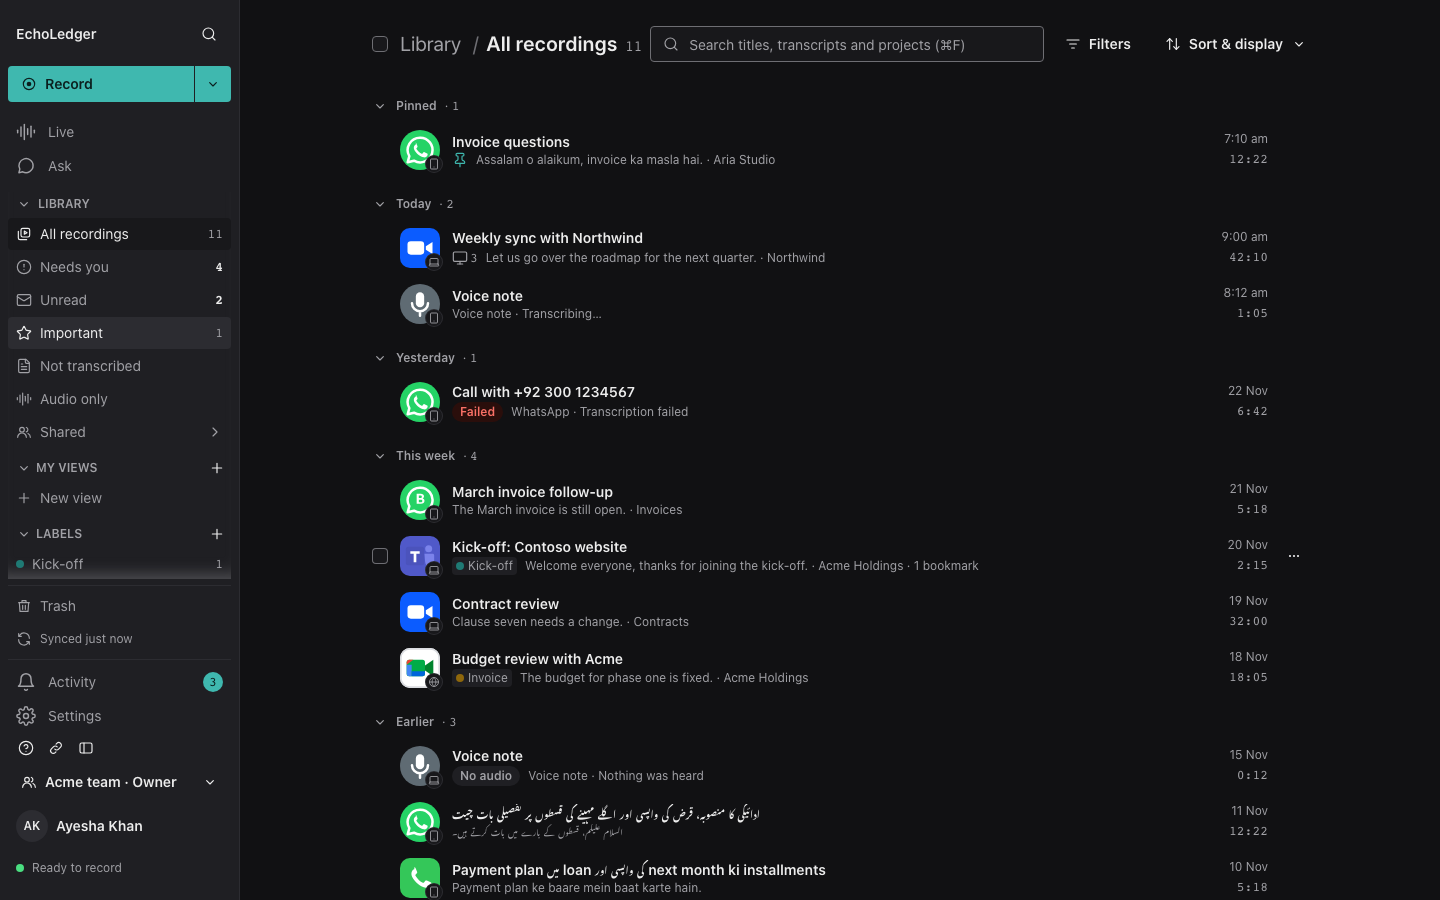 EchoLedger
Record
Live
Ask
LIBRARY
All recordings 11
Needs you 4
Unread 2
Important 1
Not transcribed
Audio only
Shared
MY VIEWS
New view
LABELS
Kick-off 1
Trash
Synced just now
Activity 3
Settings
Acme team · Owner
AK Ayesha Khan
Ready to record
Library / All recordings 11
Search titles, transcripts and projects (⌘F)
Filters
Sort & display
Pinned · 1
Invoice questions 7:10 am
Assalam o alaikum, invoice ka masla hai. · Aria Studio 12:22
Today · 2
Weekly sync with Northwind 9:00 am
3 Let us go over the roadmap for the next quarter. · Northwind 42:10
Voice note 8:12 am
Voice note · Transcribing... 1:05
Yesterday · 1
Call with +92 300 1234567 22 Nov
Failed WhatsApp · Transcription failed 6:42
This week · 4
March invoice follow-up 21 Nov
The March invoice is still open. · Invoices 5:18
Kick-off: Contoso website 20 Nov
Kick-off Welcome everyone, thanks for joining the kick-off. · Acme Holdings · 1 bookmark 2:15
Contract review 19 Nov
Clause seven needs a change. · Contracts 32:00
Budget review with Acme 18 Nov
Invoice The budget for phase one is fixed. · Acme Holdings 18:05
Earlier · 3
Voice note 15 Nov
No audio Voice note · Nothing was heard 0:12
ادائیگی کا منصوبہ، قرض کی واپسی اور اگلے مہینے کی قسطوں پر تفصیلی بات چیت 11 Nov
السلام علیکم، قسطوں کے بارے میں بات کرتے ہیں۔ 12:22
Payment plan میں loan کی واپسی اور next month ki installments 10 Nov
Payment plan ke baare mein baat karte hain. 5:18